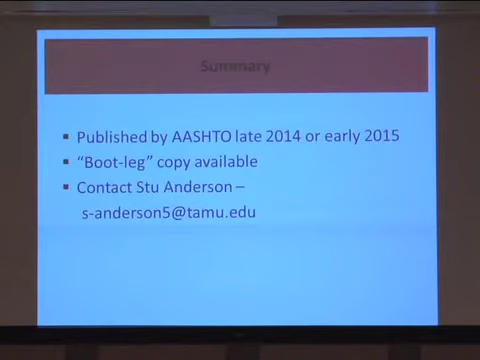 Summary
▪ Published by AASHTO late 2014 or early 2015
▪ “Boot-leg” copy available
▪ Contact Stu Anderson –
s-anderson5@tamu.edu